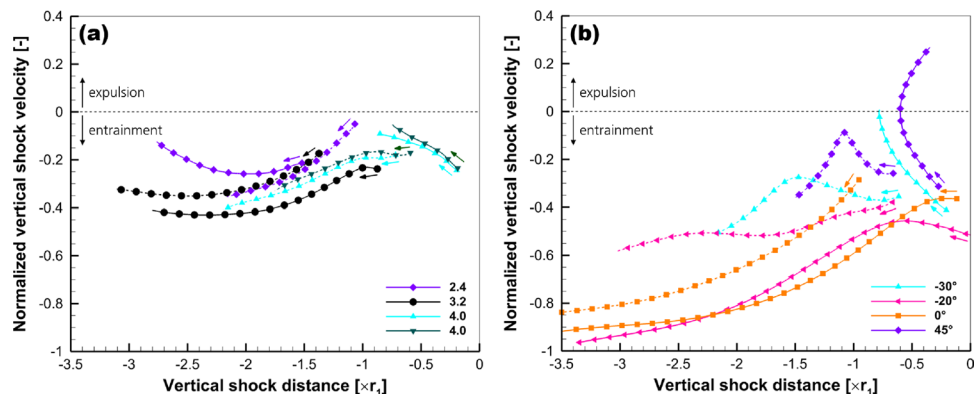 (a)
Normalized vertical shock velocity [-]
0.4
0.2
0
-0.2
-0.4
-0.6
-0.8
-1
expulsion
entrainment
2.4
3.2
4.0
4.0
-3.5 -3 -2.5 -2 -1.5 -1 -0.5 0
Vertical shock distance [×r1]
(b)
Normalized vertical shock velocity [-]
0.4
0.2
0
-0.2
-0.4
-0.6
-0.8
-1
expulsion
entrainment
-30°
-20°
0°
45°
-3.5 -3 -2.5 -2 -1.5 -1 -0.5 0
Vertical shock distance [×r1]